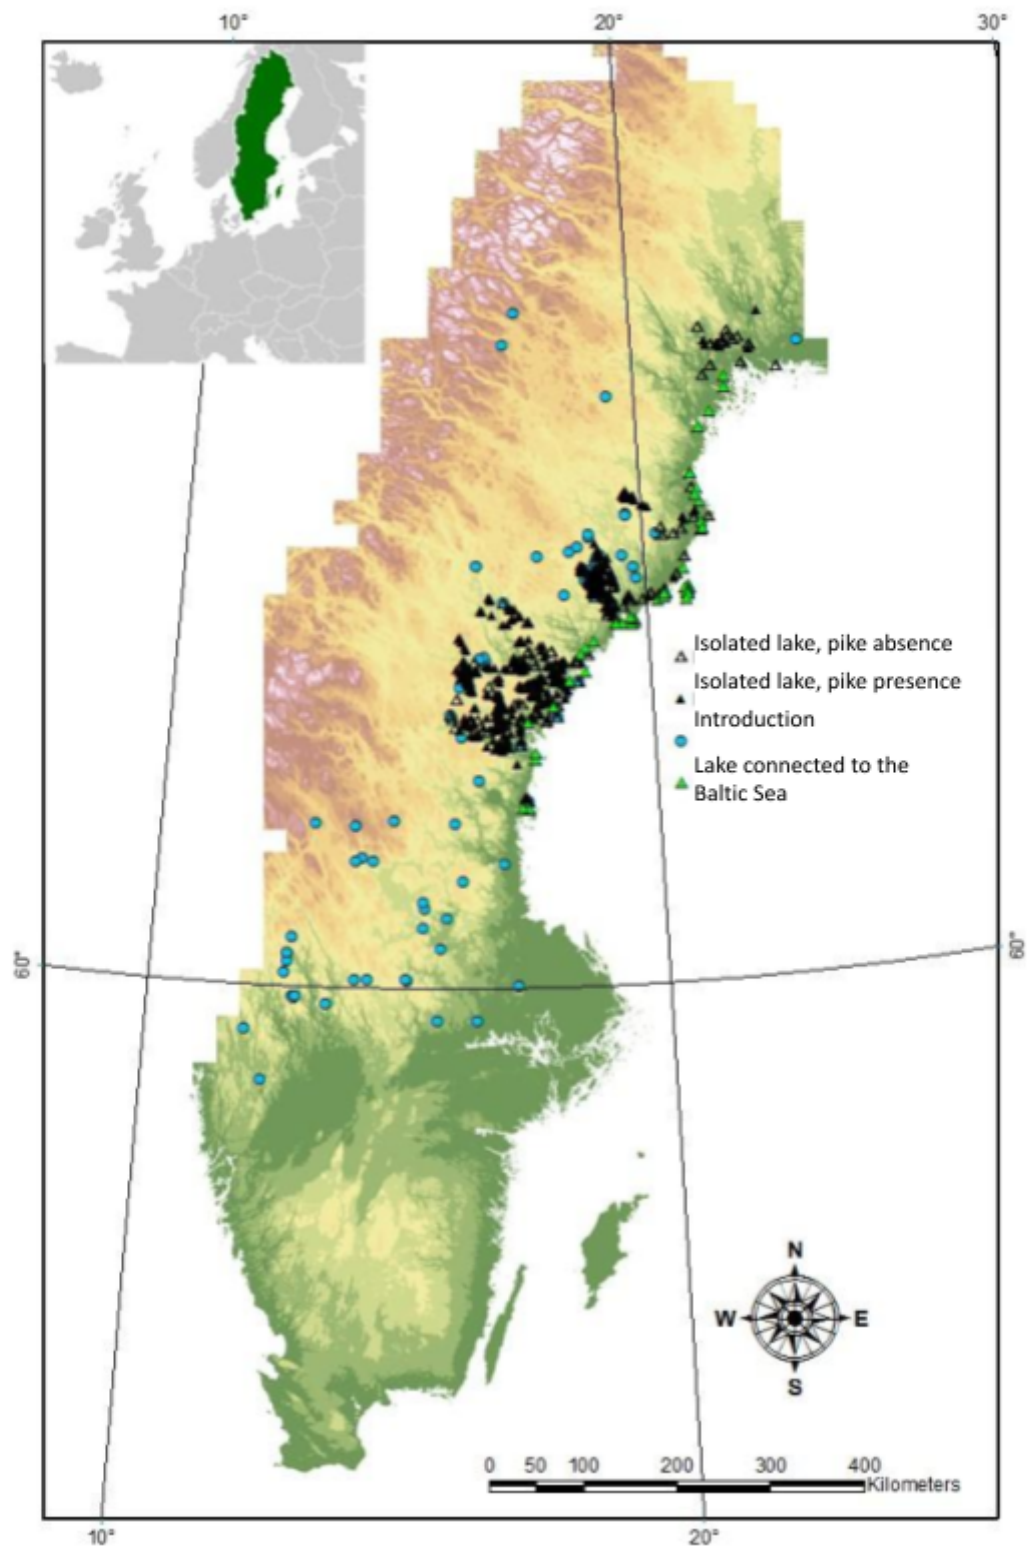 10°
20°
30°
Isolated lake, pike absence
Isolated lake, pike presence
Introduction
Lake connected to the
Baltic Sea
60°
60°
N
W
E
S
0 50 100 200 300 400
Kilometers
10°
20°